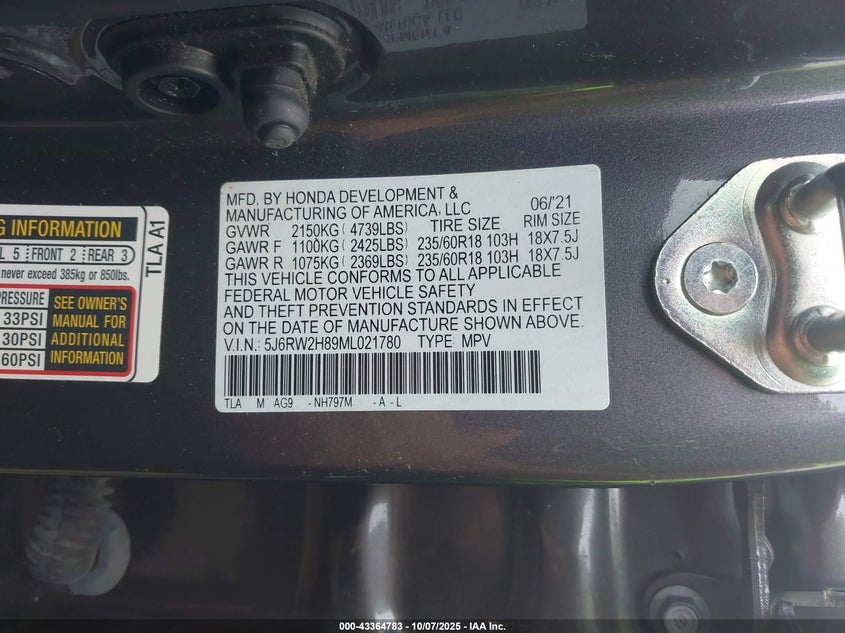 AMERICA, LLC
MFD. BY HONDA DEVELOPMENT &
MANUFACTURING OF AMERICA, LLC 06/'21
GVWR 2150KG (4739LBS) TIRE SIZE RIM SIZE
GAWR F 1100KG (2425LBS) 235/60R18 103H 18X7.5J
GAWR R 1075KG (2369LBS) 235/60R18 103H 18X7.5J
THIS VEHICLE CONFORMS TO ALL APPLICABLE
FEDERAL MOTOR VEHICLE SAFETY
AND THEFT PREVENTION STANDARDS IN EFFECT
ON THE DATE OF MANUFACTURE SHOWN ABOVE.
V.I.N.: 5J6RW2H89ML021780 TYPE: MPV
TLA M AG9 - NH797M - A - L
G INFORMATION
L 5 FRONT 2 REAR 3
never exceed 385kg or 850lbs.
PRESSURE SEE OWNER'S
33PSI MANUAL FOR
30PSI ADDITIONAL
60PSI INFORMATION
TLA A1
000-43364783 - 10/07/2025 - IAA Inc.